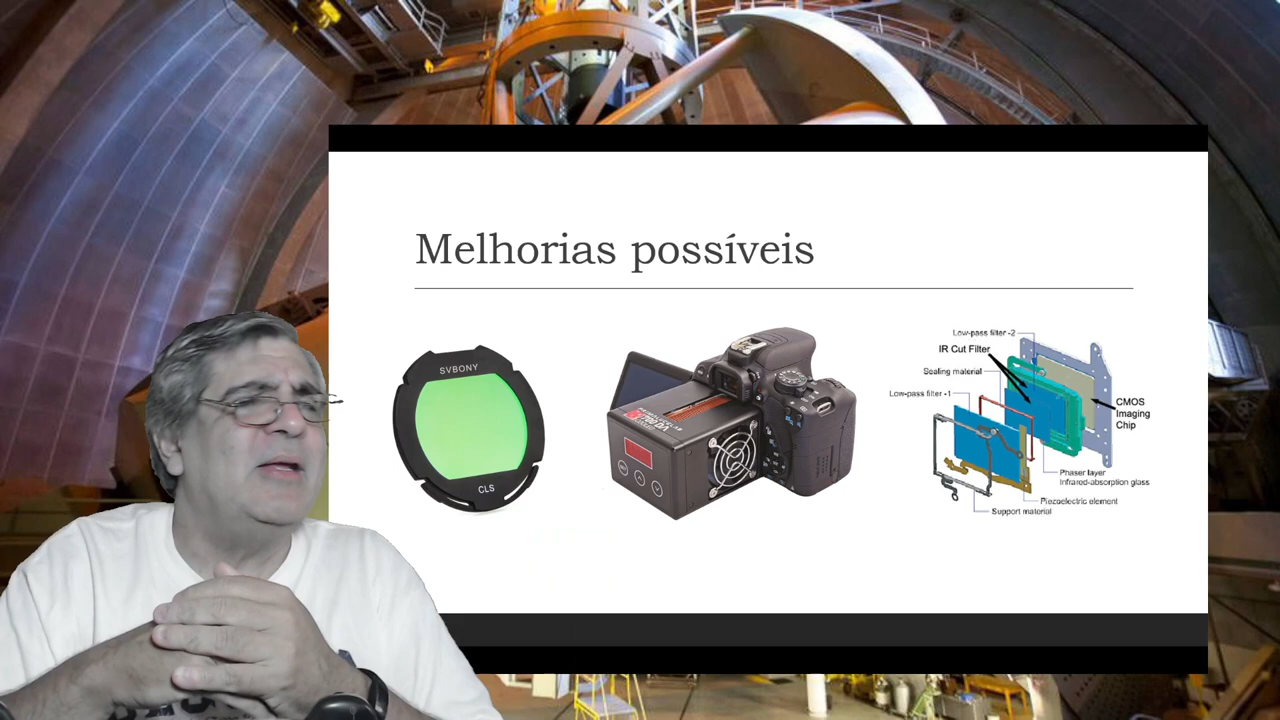 Melhorias possíveis
SVBONY
CLS
Low-pass filter -2
IR Cut Filter
Sealing material
Low-pass filter -1
CMOS
Imaging
Chip
Phaser layer
Infrared-absorption glass
Piezoelectric element
Support material